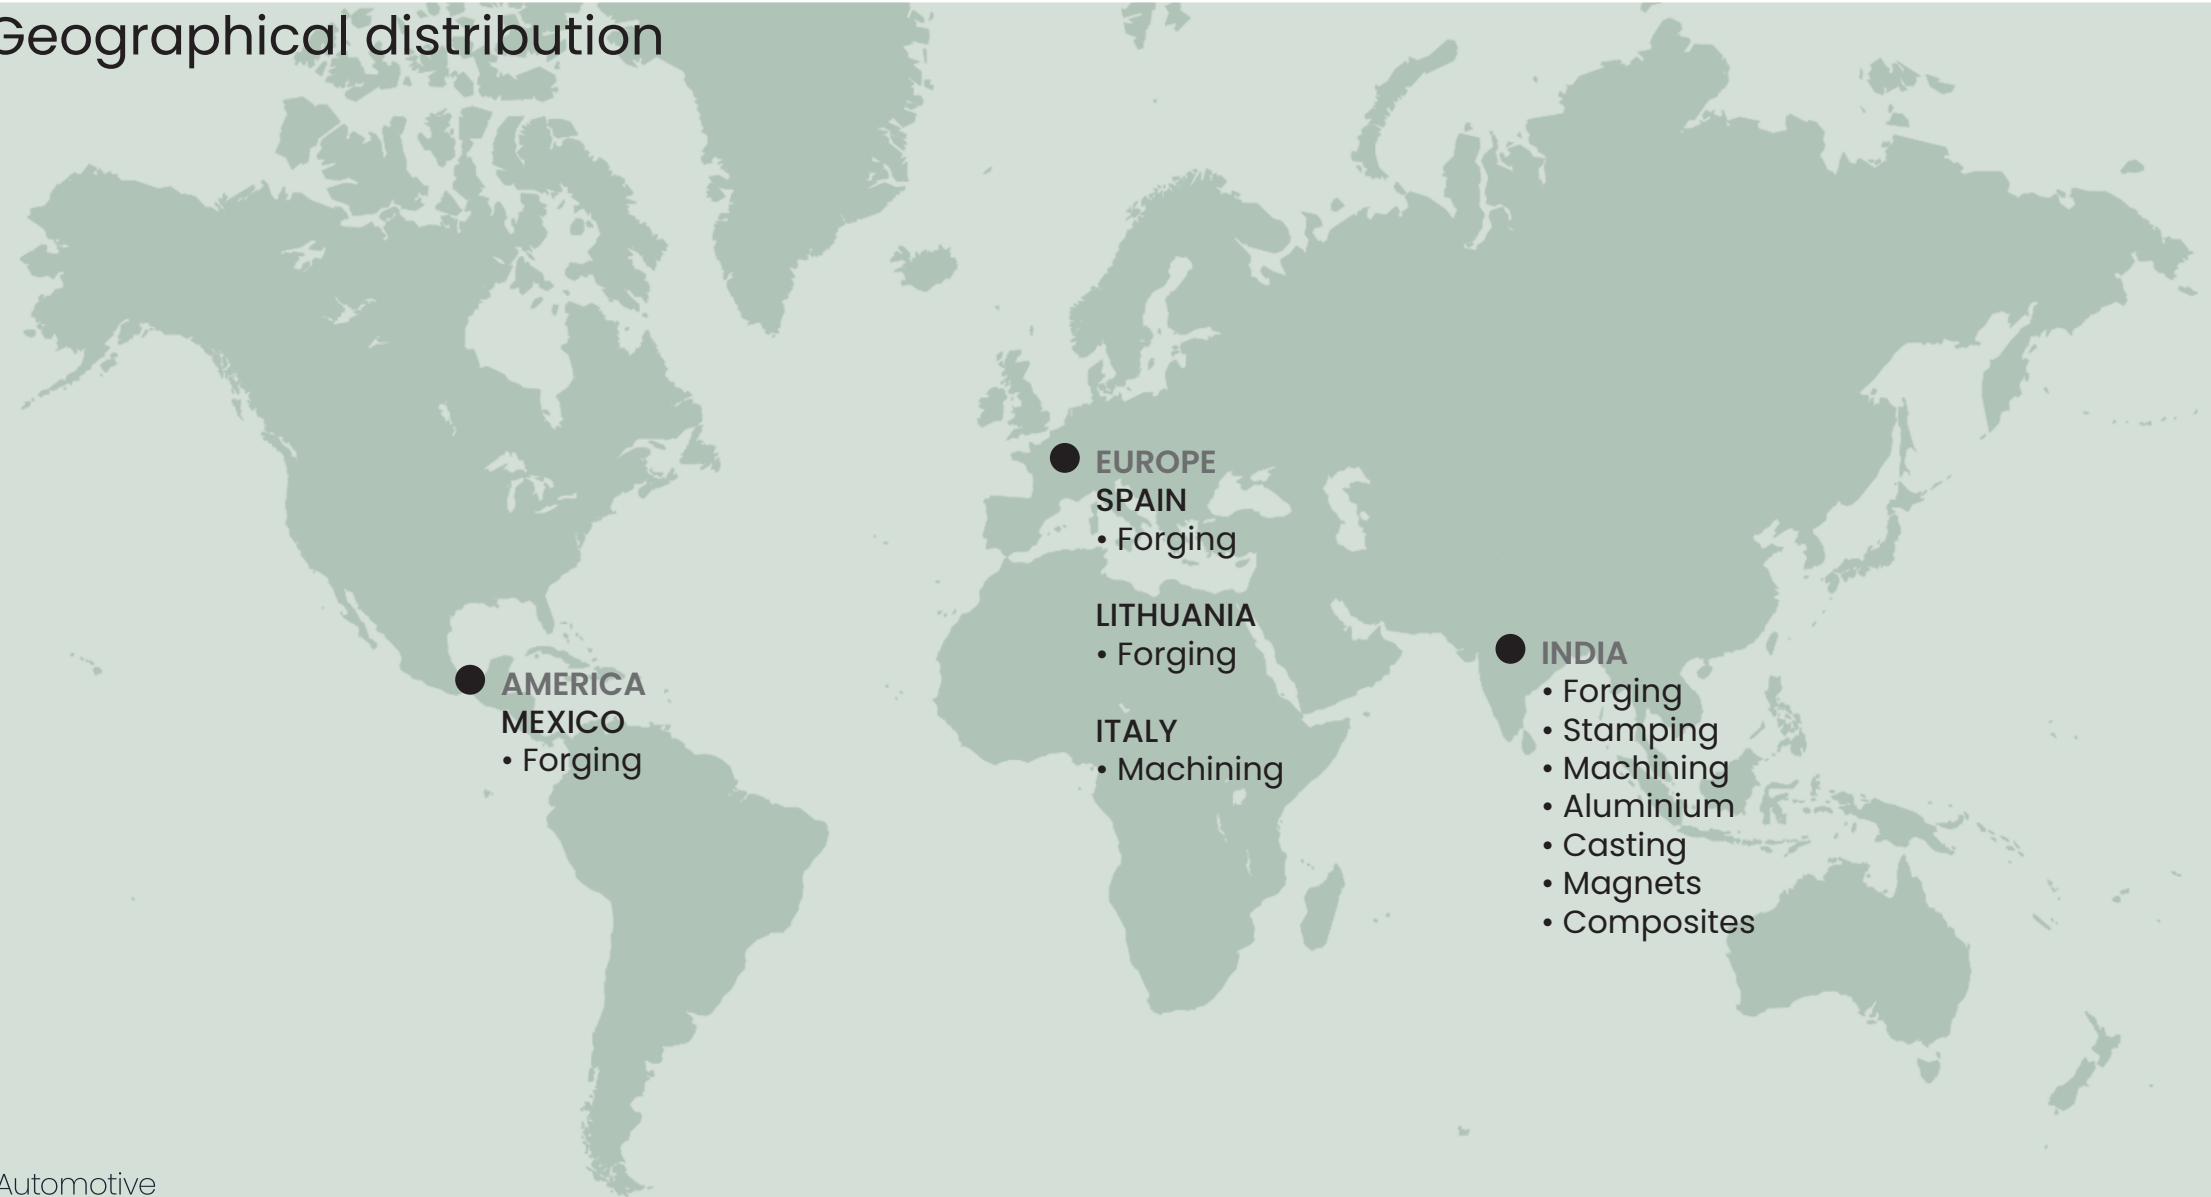 Geographical distribution
EUROPE
SPAIN
• Forging
LITHUANIA
• Forging
ITALY
• Machining
AMERICA
MEXICO
• Forging
INDIA
• Forging
• Stamping
• Machining
• Aluminium
• Casting
• Magnets
• Composites
Automotive